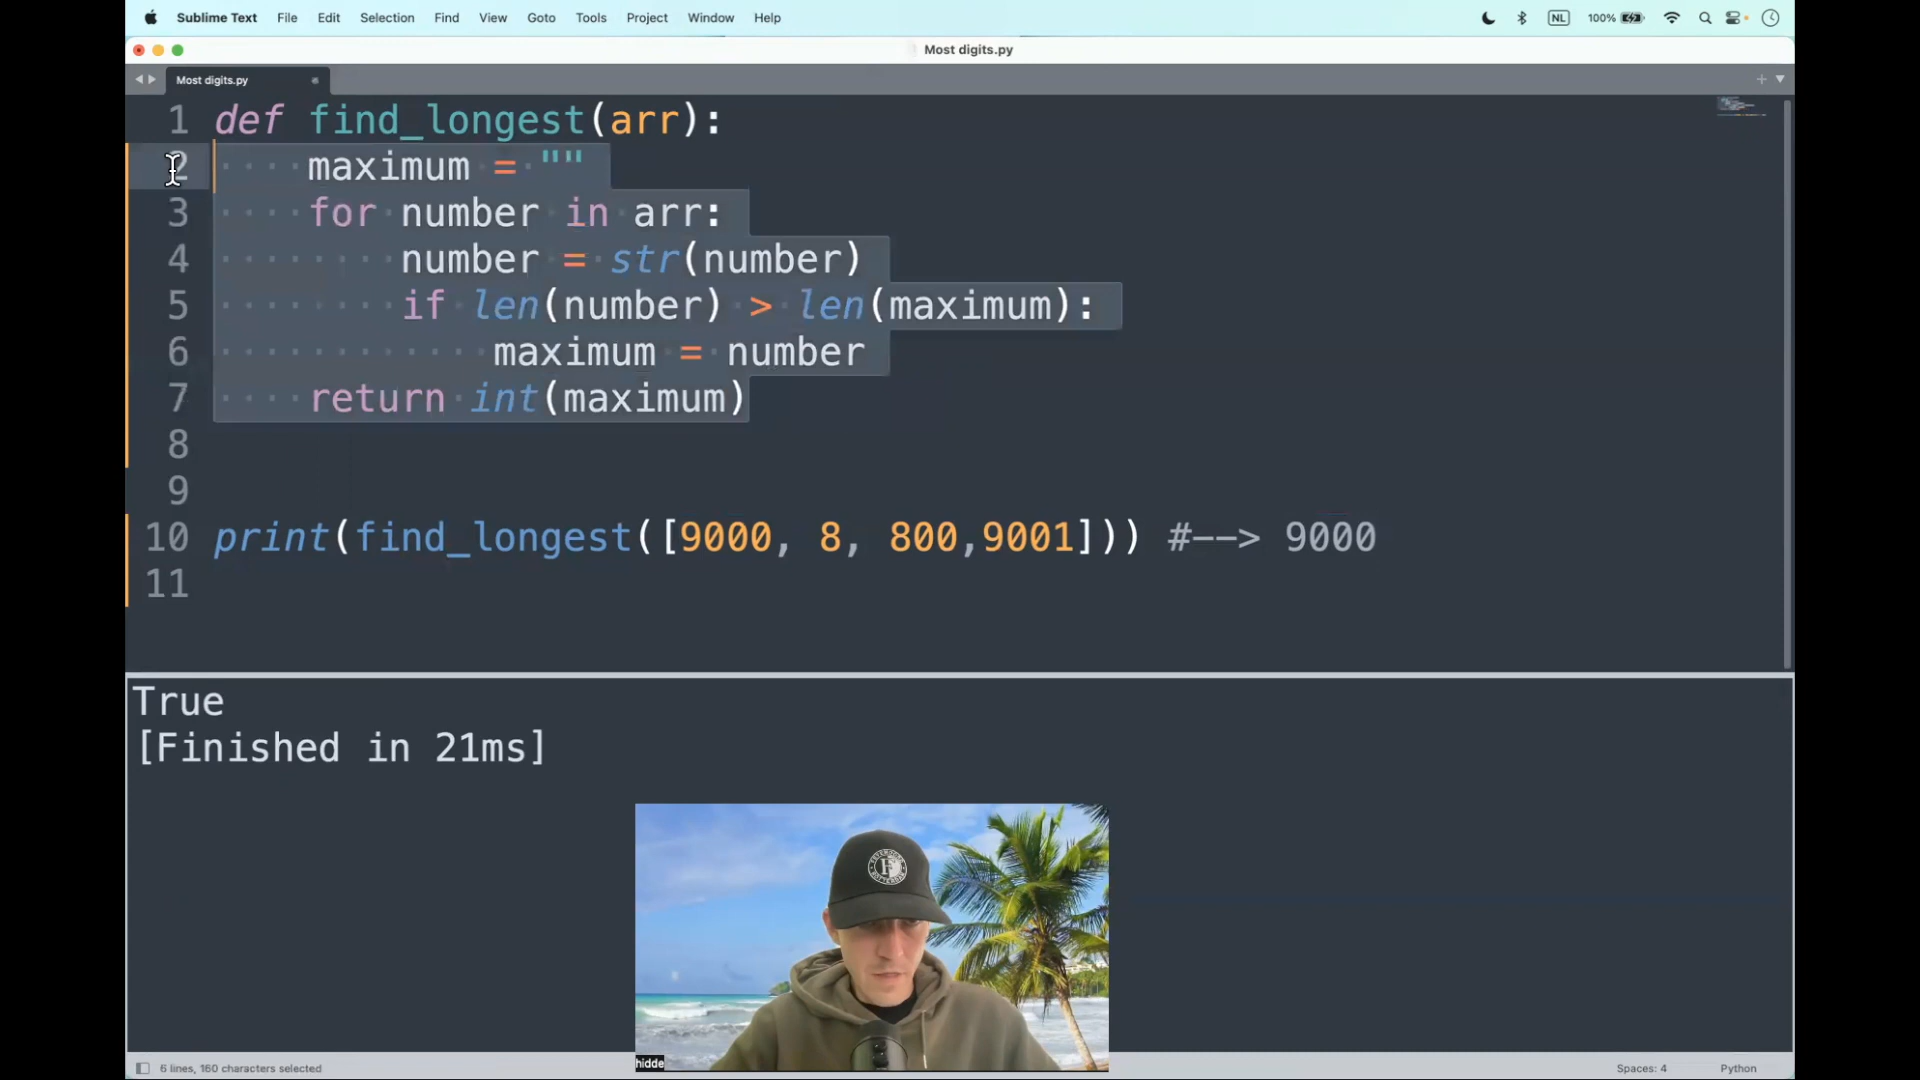 Sublime Text File Edit Selection Find View Goto Tools Project Window Help NL 100%
Most digits.py
Most digits.py
1 def find_longest(arr):
2 maximum = ""
3 for number in arr:
4 number = str(number)
5 if len(number) > len(maximum):
6 maximum = number
7 return int(maximum)
8
9
10 print(find_longest([9000, 8, 800,9001])) #--> 9000
11
True
[Finished in 21ms]
F
hidde
6 lines, 160 characters selected Spaces: 4 Python